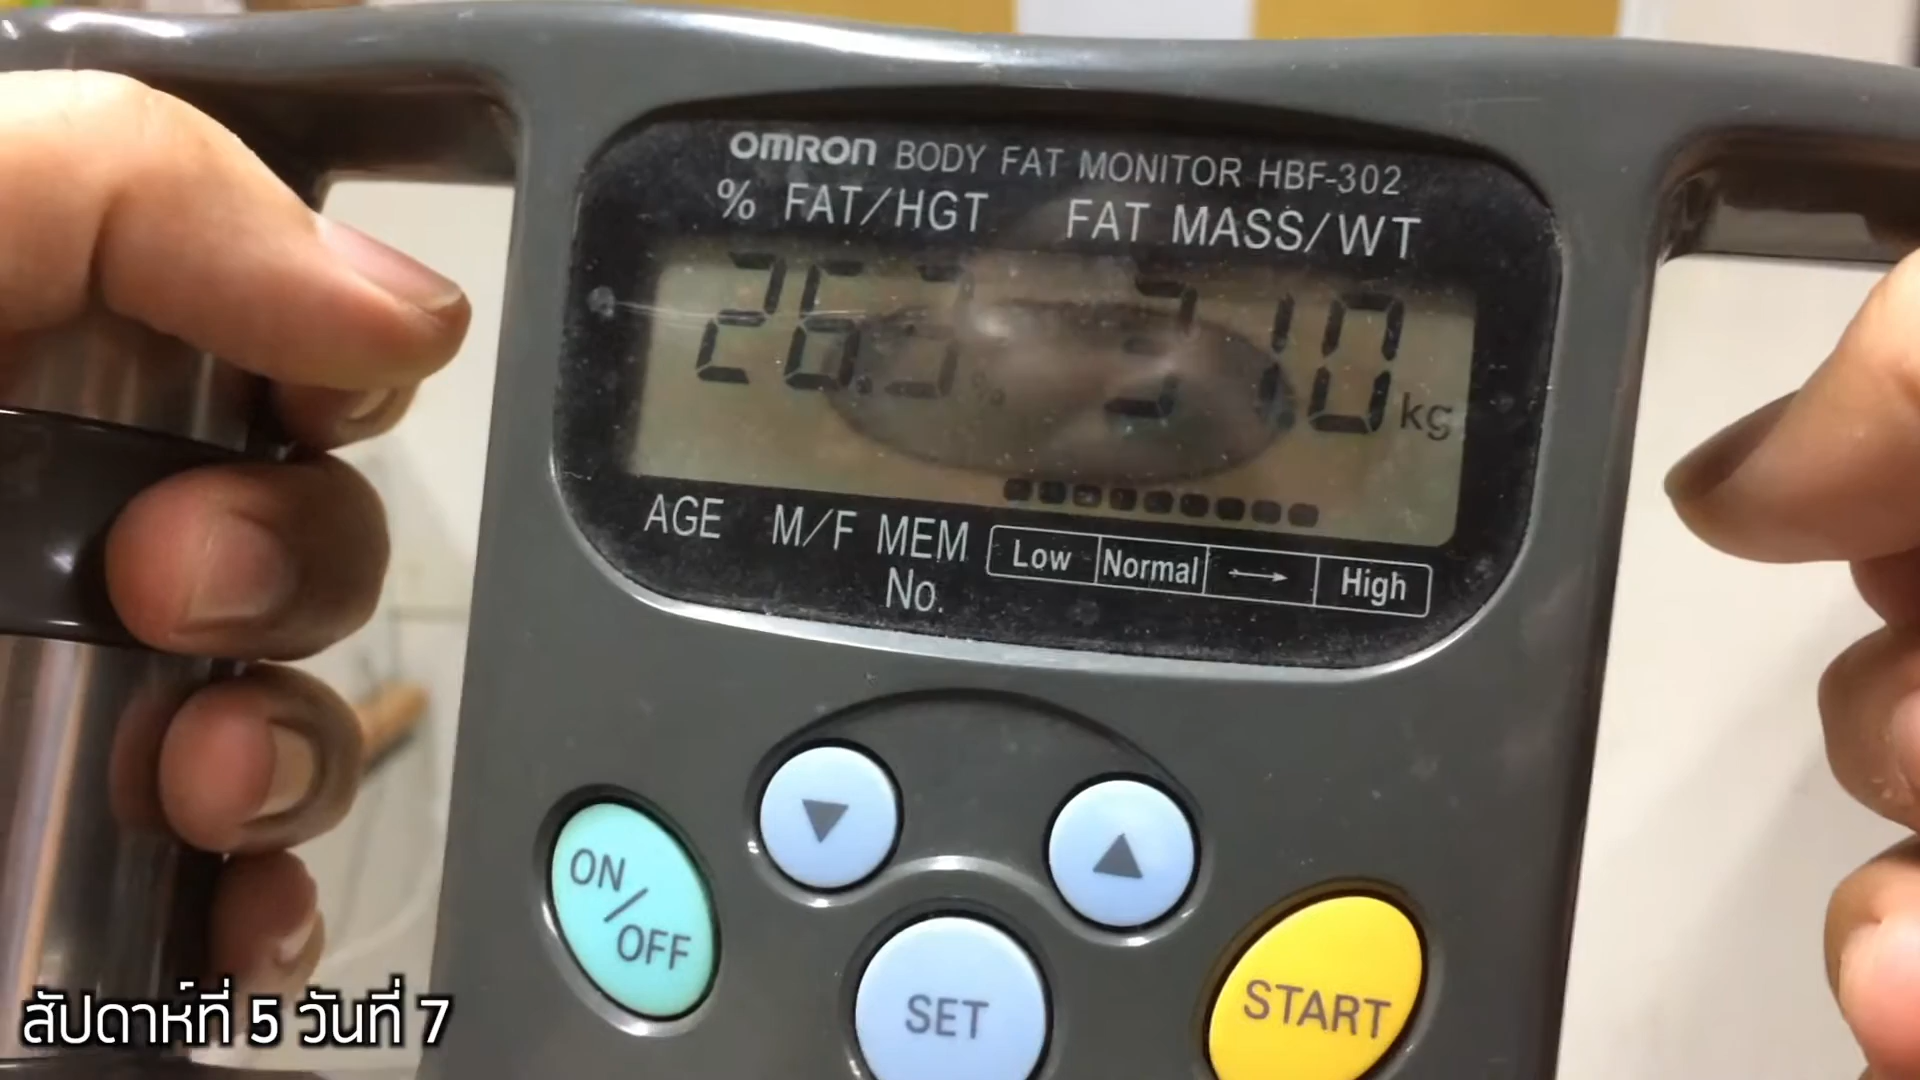 OMRON BODY FAT MONITOR HBF-302
% FAT/HGT FAT MASS/WT
kg
AGE M/F MEM No.
Low Normal High
ON/OFF
SET
START
สัปดาห์ที่ 5 วันที่ 7